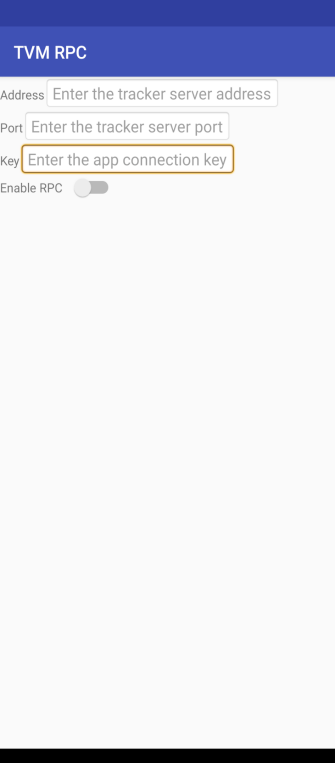 TVM RPC
Address Enter the tracker server address
Port Enter the tracker server port
Key Enter the app connection key
Enable RPC